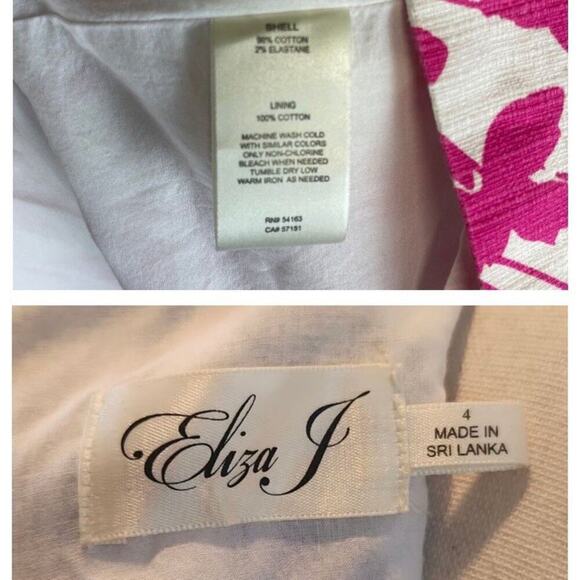 SHELL
98% COTTON
2% ELASTANE
LINING
100% COTTON
MACHINE WASH COLD
WITH SIMILAR COLORS
ONLY NON-CHLORINE
BLEACH WHEN NEEDED
TUMBLE DRY LOW
WARM IRON AS NEEDED
RN# 54163
CA# 57151
Eliza J
4
MADE IN
SRI LANKA